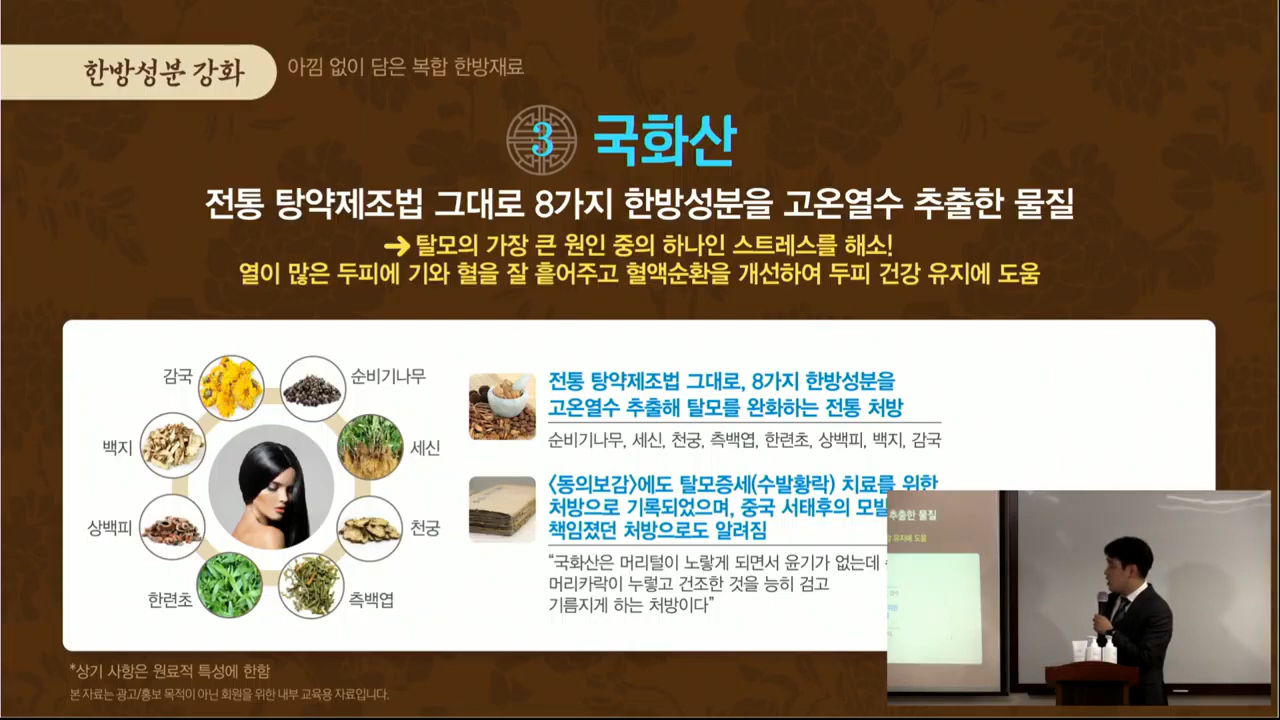 한방성분 강화
아낌 없이 담은 복합 한방재료
3 국화산
전통 탕약제조법 그대로 8가지 한방성분을 고온열수 추출한 물질
➔ 탈모의 가장 큰 원인 중의 하나인 스트레스를 해소!
열이 많은 두피에 기와 혈을 잘 흩어주고 혈액순환을 개선하여 두피 건강 유지에 도움
감국
순비기나무
백지
세신
상백피
천궁
한련초
측백엽
전통 탕약제조법 그대로, 8가지 한방성분을
고온열수 추출해 탈모를 완화하는 전통 처방
순비기나무, 세신, 천궁, 측백엽, 한련초, 상백피, 백지, 감국
〈동의보감〉에도 탈모증세(수발황락) 치료를 위한
처방으로 기록되었으며, 중국 서태후의 모발
책임졌던 처방으로도 알려짐
“국화산은 머리털이 노랗게 되면서 윤기가 없는데
머리카락이 누렇고 건조한 것을 능히 검고
기름지게 하는 처방이다”
추출한 물질
유지에 도움
*상기 사항은 원료적 특성에 한함
본 자료는 광고/홍보 목적이 아닌 회원을 위한 내부 교육용 자료입니다.